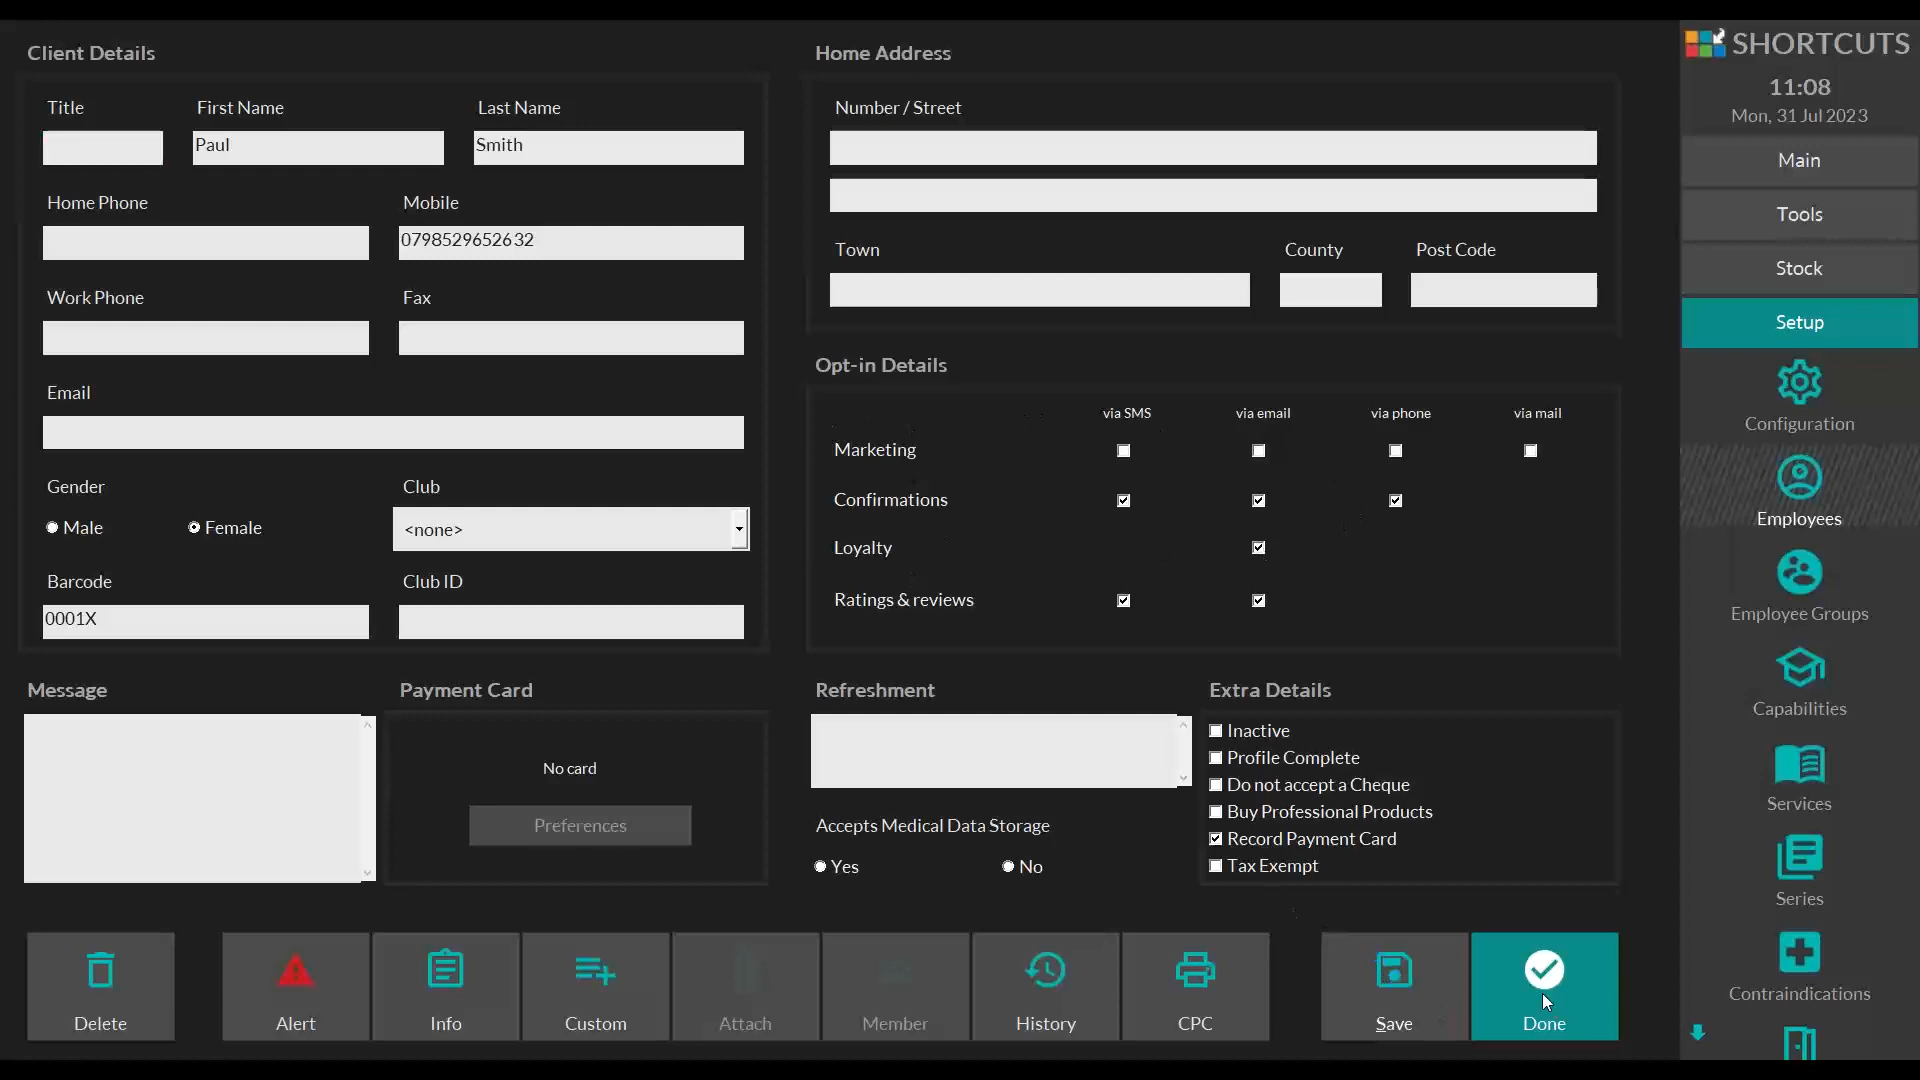 Client Details
Title First Name Last Name
Paul Smith
Home Phone Mobile
0798529652632
Work Phone Fax
Email
Gender Club
Male Female <none>
Barcode Club ID
0001X
Home Address
Number / Street
Town County Post Code
Opt-in Details
via SMS via email via phone via mail
Marketing
Confirmations
Loyalty
Ratings & reviews
Message
Payment Card
No card
Preferences
Refreshment
Accepts Medical Data Storage
Yes No
Extra Details
Inactive
Profile Complete
Do not accept a Cheque
Buy Professional Products
Record Payment Card
Tax Exempt
Delete Alert Info Custom Attach Member History CPC Save Done
SHORTCUTS
11:08
Mon, 31 Jul 2023
Main
Tools
Stock
Setup
Configuration
Employees
Employee Groups
Capabilities
Services
Series
Contraindications